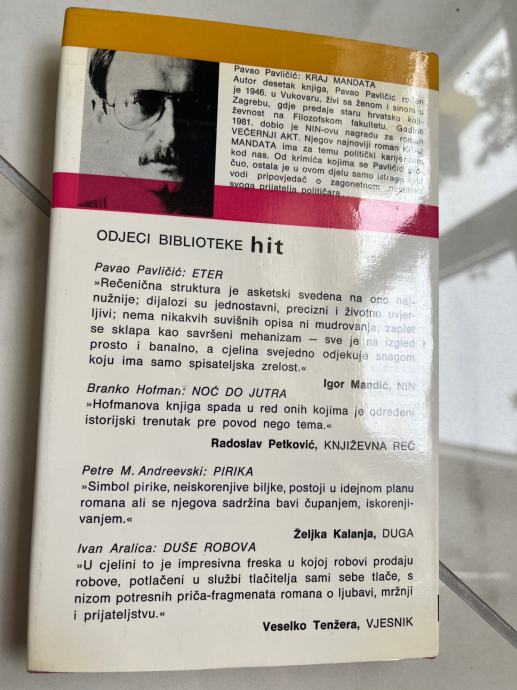 Pavao Pavličić: KRAJ MANDATA
Autor desetak knjiga, Pavao Pavličić rođen
je 1946. u Vukovaru, živi sa ženom i sinom u
Zagrebu, gdje predaje staru hrvatsku knji-
ževnost na Filozofskom fakultetu. Godine
1981. dobio je NIN-ovu nagradu za roman
VEČERNJI AKT. Njegov najnoviji roman KRAJ
MANDATA ima za temu politički karijerizam
kod nas. Od krimića kojima se Pavličić
čuo, ostala je u ovom djelu samo istraga koju
vodi pripovjedač o zagonetnom nestanku
svoga prijatelja političara
ODJECI BIBLIOTEKE hit
Pavao Pavličić: ETER
»Rečenična struktura je asketski svedena na ono naj-
nužnije; dijalozi su jednostavni, precizni i životno uvjer-
ljivi; nema nikakvih suvišnih opisa ni mudrovanja; zaplet
se sklapa kao savršeni mehanizam — sve je na izgled
prosto i banalno, a cjelina svejedno odjekuje snagom
koju ima samo spisateljska zrelost.«
Igor Mandić, NIN
Branko Hofman: NOĆ DO JUTRA
»Hofmanova knjiga spada u red onih kojima je određeni
istorijski trenutak pre povod nego tema.«
Radoslav Petković, KNJIŽEVNA REČ
Petre M. Andreevski: PIRIKA
»Simbol pirike, neiskorenjive biljke, postoji u idejnom planu
romana ali se njegova sadržina bavi čupanjem, iskorenji-
vanjem.«
Željka Kalanja, DUGA
Ivan Aralica: DUŠE ROBOVA
»U cjelini to je impresivna freska u kojoj robovi prodaju
robove, potlačeni u službi tlačitelja sami sebe tlače, s
nizom potresnih priča-fragmenata romana o ljubavi, mržnji
i prijateljstvu.«
Veselko Tenžera, VJESNIK